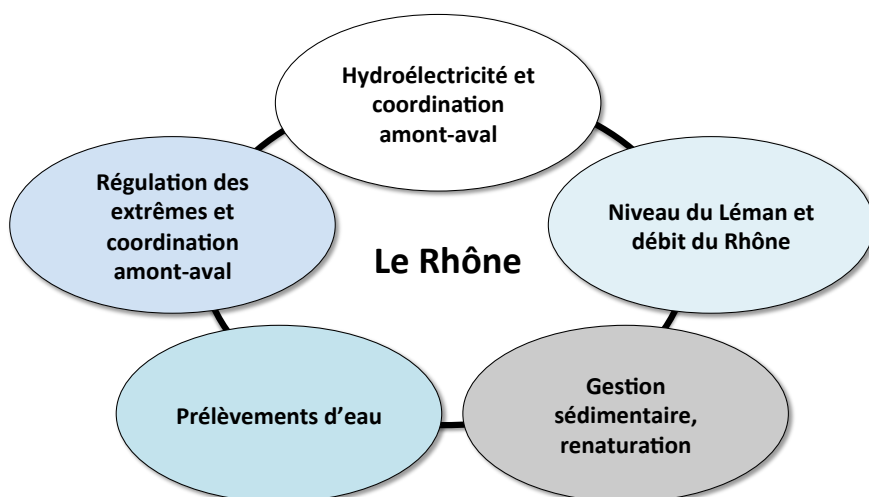 Hydroélectricité et
coordination
amont-aval
Régulation des
extrêmes et
coordination
amont-aval
Niveau du Léman et
débit du Rhône
Le Rhône
Prélèvements d’eau
Gestion
sédimentaire,
renaturation